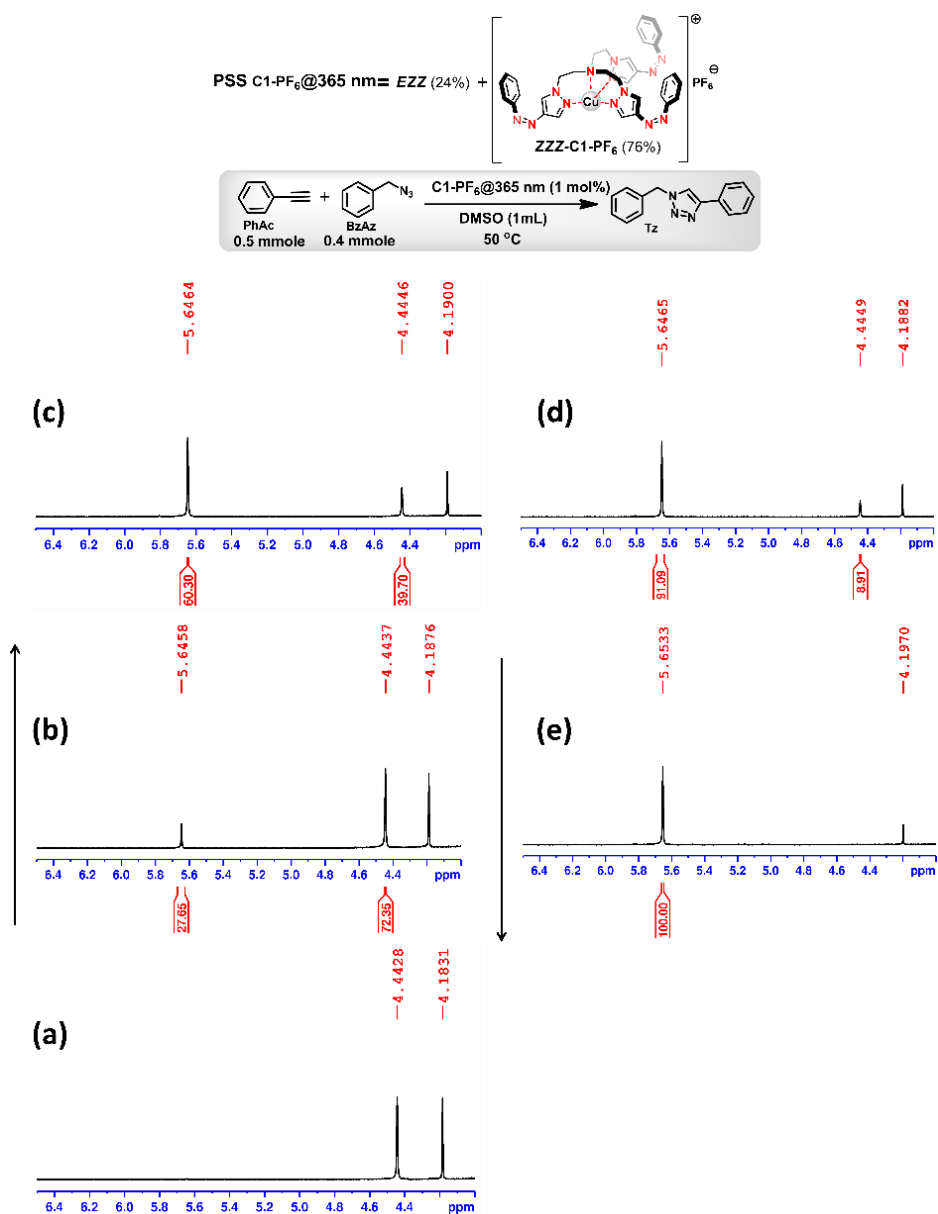 PSS C1-PF6@365 nm= EZZ (24%) +
N
N
N
N
N
N
N
N
N
N
N
N
N
Cu
⊕
PF6
⊖
ZZZ-C1-PF6 (76%)
PhAc
0.5 mmole
+
N3
BzAz
0.4 mmole
C1-PF6@365 nm (1 mol%)
DMSO (1mL)
50 °C
N
N
N
Tz
5.6464
4.4446
4.1900
(c)
6.4 6.2 6.0 5.8 5.6 5.4 5.2 5.0 4.8 4.6 4.4 ppm
60.30
39.70
5.6465
4.4449
4.1882
(d)
6.4 6.2 6.0 5.8 5.6 5.4 5.2 5.0 4.8 4.6 4.4 ppm
91.09
8.91
5.6458
4.4437
4.1876
(b)
6.4 6.2 6.0 5.8 5.6 5.4 5.2 5.0 4.8 4.6 4.4 ppm
27.65
72.35
5.6533
4.1970
(e)
6.4 6.2 6.0 5.8 5.6 5.4 5.2 5.0 4.8 4.6 4.4 ppm
100.00
4.4428
4.1831
(a)
6.4 6.2 6.0 5.8 5.6 5.4 5.2 5.0 4.8 4.6 4.4 ppm